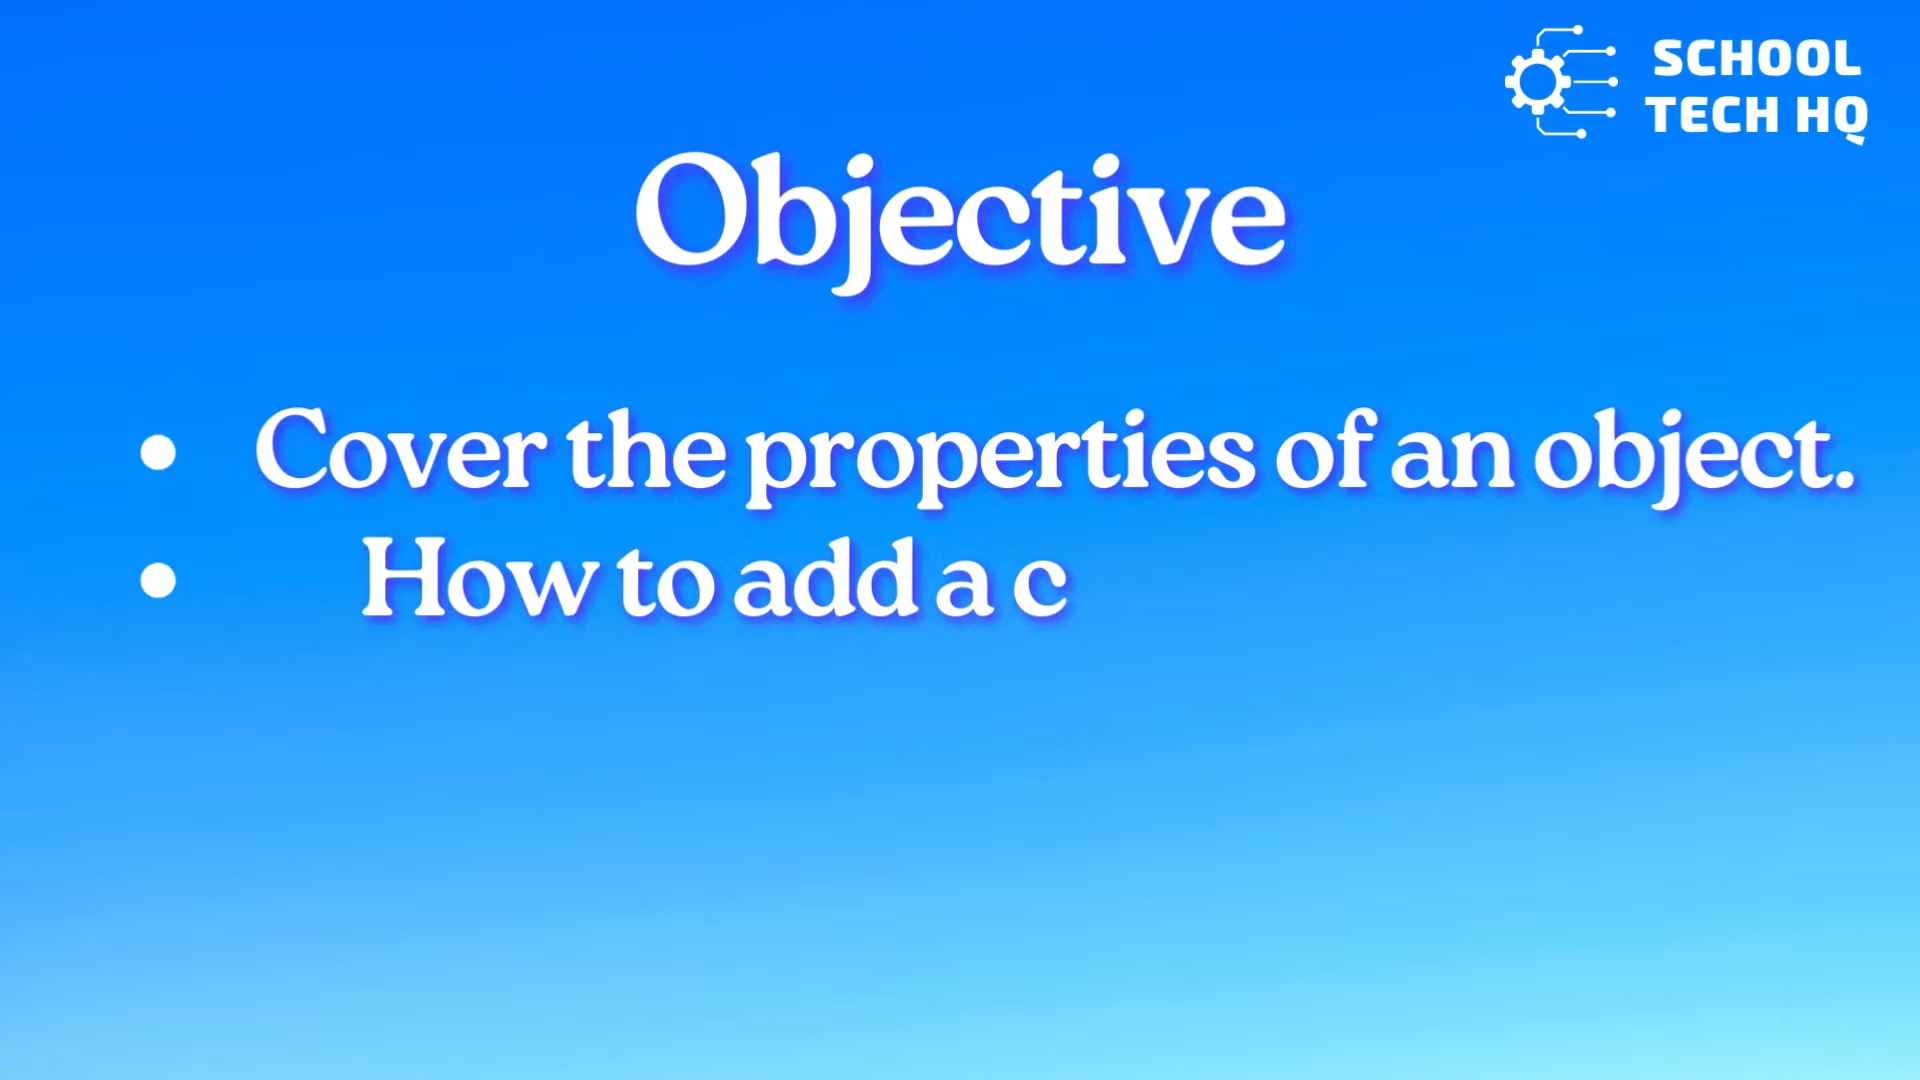 SCHOOL
TECH HQ
Objective
• Cover the properties of an object.
• How to add a c